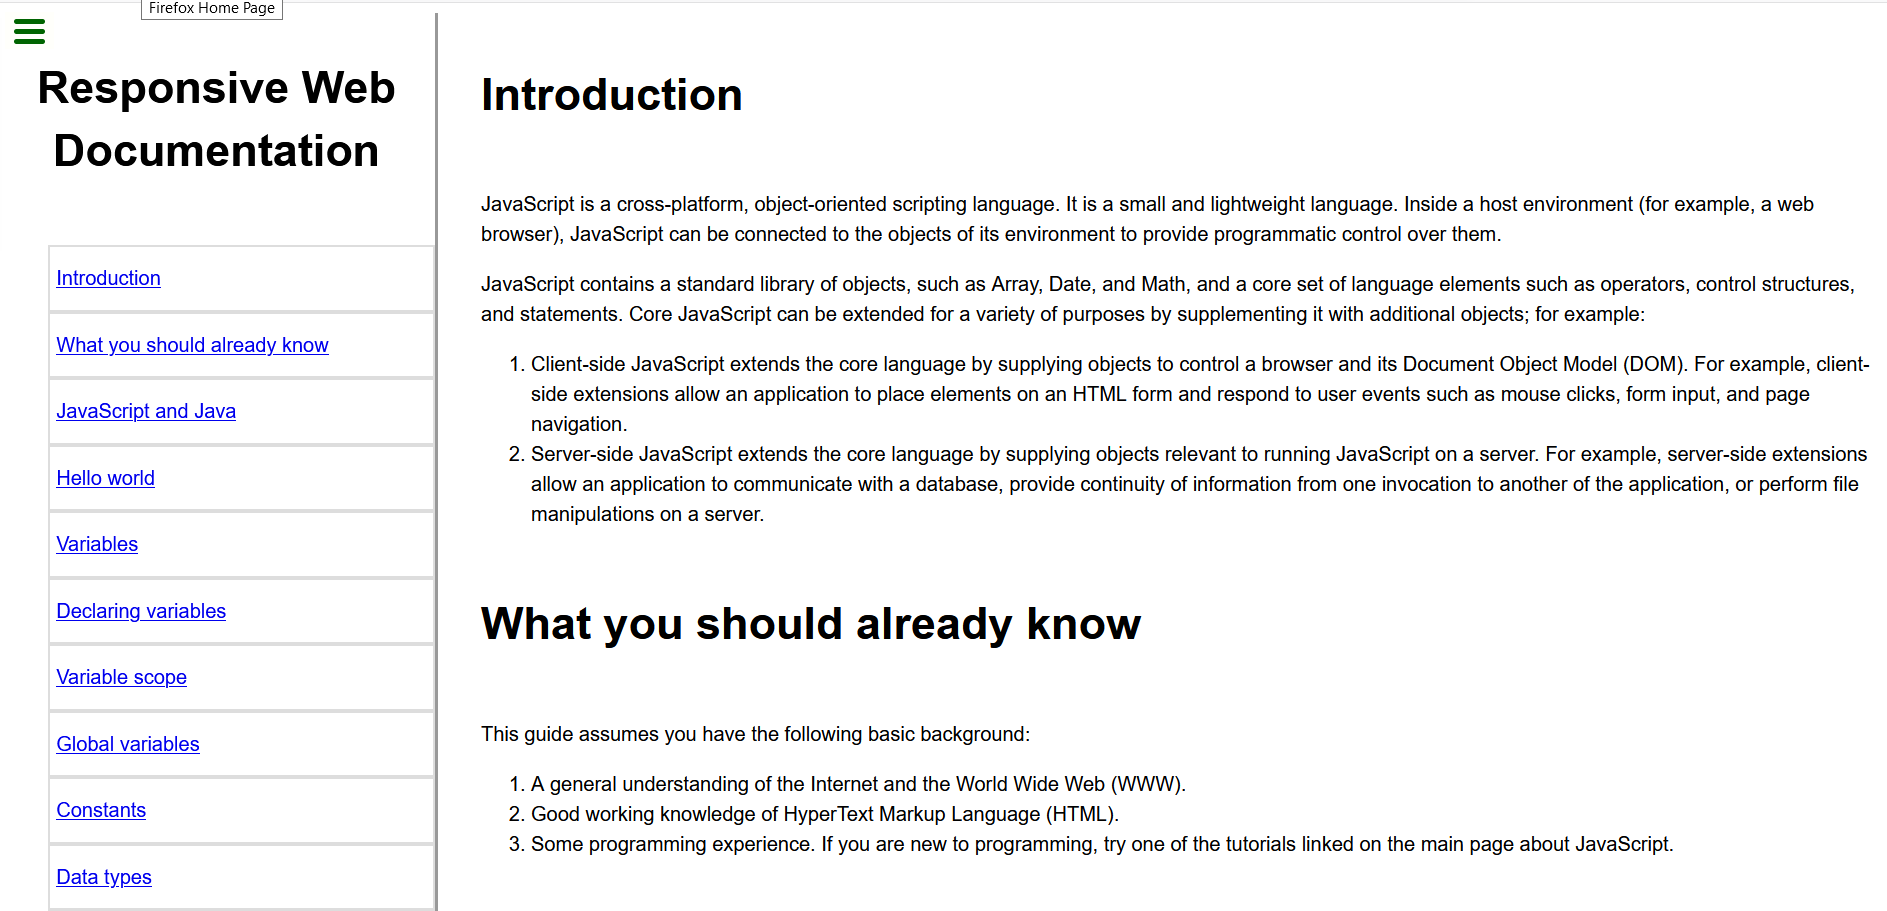 Firefox Home Page
Responsive Web
Documentation
Introduction
What you should already know
JavaScript and Java
Hello world
Variables
Declaring variables
Variable scope
Global variables
Constants
Data types
Introduction
JavaScript is a cross-platform, object-oriented scripting language. It is a small and lightweight language. Inside a host environment (for example, a web
browser), JavaScript can be connected to the objects of its environment to provide programmatic control over them.
JavaScript contains a standard library of objects, such as Array, Date, and Math, and a core set of language elements such as operators, control structures,
and statements. Core JavaScript can be extended for a variety of purposes by supplementing it with additional objects; for example:
1. Client-side JavaScript extends the core language by supplying objects to control a browser and its Document Object Model (DOM). For example, client-
side extensions allow an application to place elements on an HTML form and respond to user events such as mouse clicks, form input, and page
navigation.
2. Server-side JavaScript extends the core language by supplying objects relevant to running JavaScript on a server. For example, server-side extensions
allow an application to communicate with a database, provide continuity of information from one invocation to another of the application, or perform file
manipulations on a server.
What you should already know
This guide assumes you have the following basic background:
1. A general understanding of the Internet and the World Wide Web (WWW).
2. Good working knowledge of HyperText Markup Language (HTML).
3. Some programming experience. If you are new to programming, try one of the tutorials linked on the main page about JavaScript.